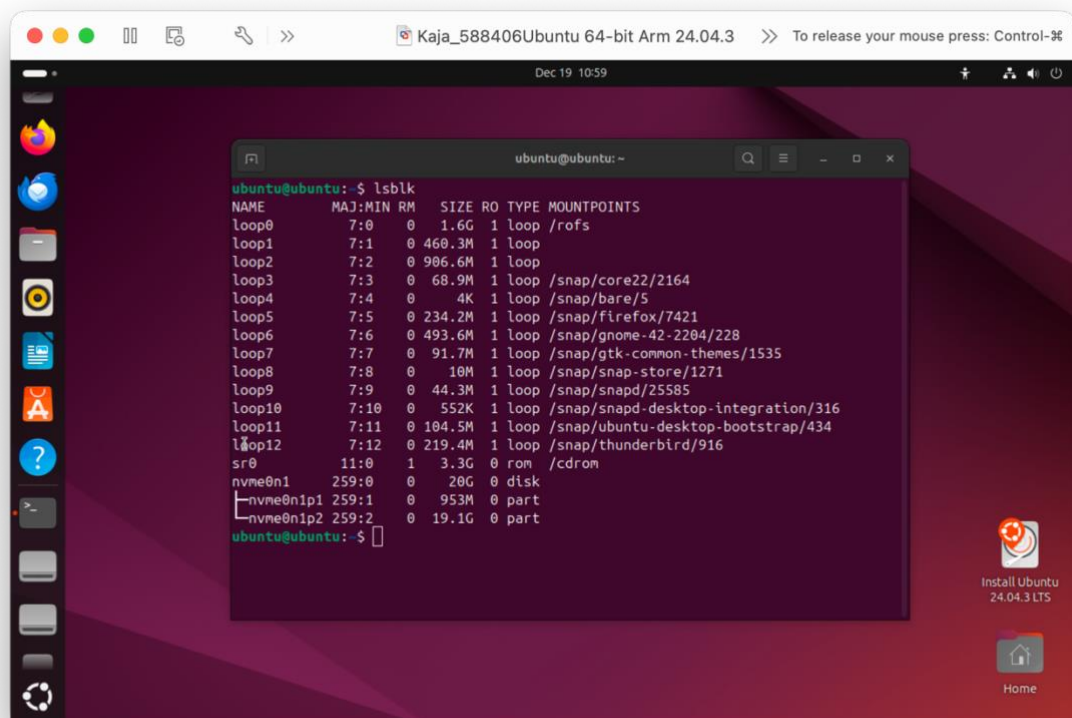 Kaja_588406Ubuntu 64-bit Arm 24.04.3
To release your mouse press: Control-⌘
Dec 19 10:59
ubuntu@ubuntu: ~
ubuntu@ubuntu:~$ lsblk
NAME MAJ:MIN RM SIZE RO TYPE MOUNTPOINTS
loop0 7:0 0 1.6G 1 loop /rofs
loop1 7:1 0 460.3M 1 loop
loop2 7:2 0 906.6M 1 loop
loop3 7:3 0 68.9M 1 loop /snap/core22/2164
loop4 7:4 0 4K 1 loop /snap/bare/5
loop5 7:5 0 234.2M 1 loop /snap/firefox/7421
loop6 7:6 0 493.6M 1 loop /snap/gnome-42-2204/228
loop7 7:7 0 91.7M 1 loop /snap/gtk-common-themes/1535
loop8 7:8 0 10M 1 loop /snap/snap-store/1271
loop9 7:9 0 44.3M 1 loop /snap/snapd/25585
loop10 7:10 0 552K 1 loop /snap/snapd-desktop-integration/316
loop11 7:11 0 104.5M 1 loop /snap/ubuntu-desktop-bootstrap/434
loop12 7:12 0 219.4M 1 loop /snap/thunderbird/916
sr0 11:0 1 3.3G 0 rom /cdrom
nvme0n1 259:0 0 20G 0 disk
├─nvme0n1p1 259:1 0 953M 0 part
└─nvme0n1p2 259:2 0 19.1G 0 part
ubuntu@ubuntu:~$
Install Ubuntu
24.04.3 LTS
Home